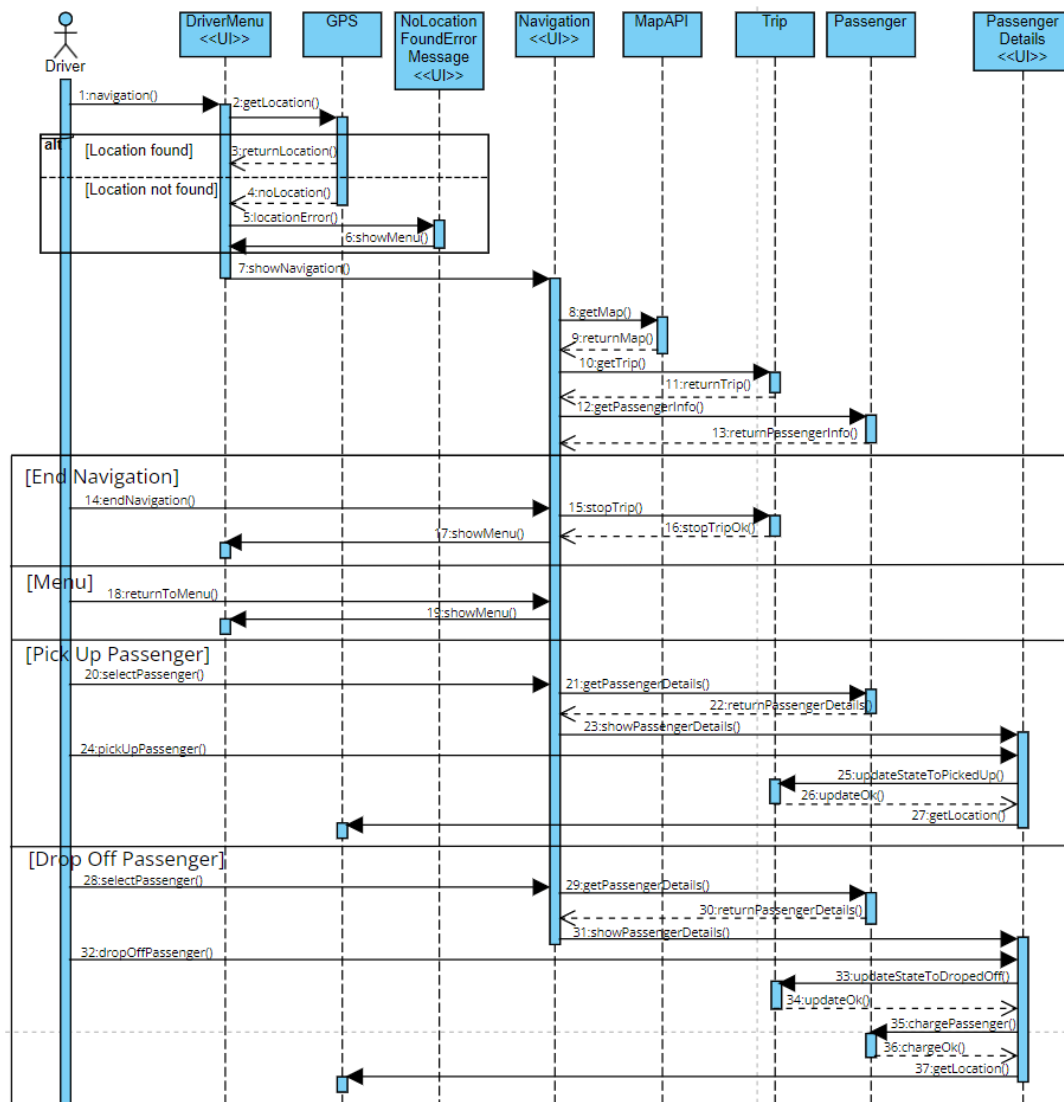 DriverMenu
<<UI>>
GPS
NoLocation
FoundError
Message
<<UI>>
Navigation
<<UI>>
MapAPI
Trip
Passenger
Passenger
Details
<<UI>>
Driver
1:navigation()
2:getLocation()
alt
[Location found]
3:returnLocation()
[Location not found]
4:noLocation()
5:locationError()
6:showMenu()
7:showNavigation()
8:getMap()
9:returnMap()
10:getTrip()
11:returnTrip()
12:getPassengerInfo()
13:returnPassengerInfo()
[End Navigation]
14:endNavigation()
15:stopTrip()
16:stopTripOk()
17:showMenu()
[Menu]
18:returnToMenu()
19:showMenu()
[Pick Up Passenger]
20:selectPassenger()
21:getPassengerDetails()
22:returnPassengerDetails()
23:showPassengerDetails()
24:pickUpPassenger()
25:updateStateToPickedUp()
26:updateOk()
27:getLocation()
[Drop Off Passenger]
28:selectPassenger()
29:getPassengerDetails()
30:returnPassengerDetails()
31:showPassengerDetails()
32:dropOffPassenger()
33:updateStateToDropedOff()
34:updateOk()
35:chargePassenger()
36:chargeOk()
37:getLocation()